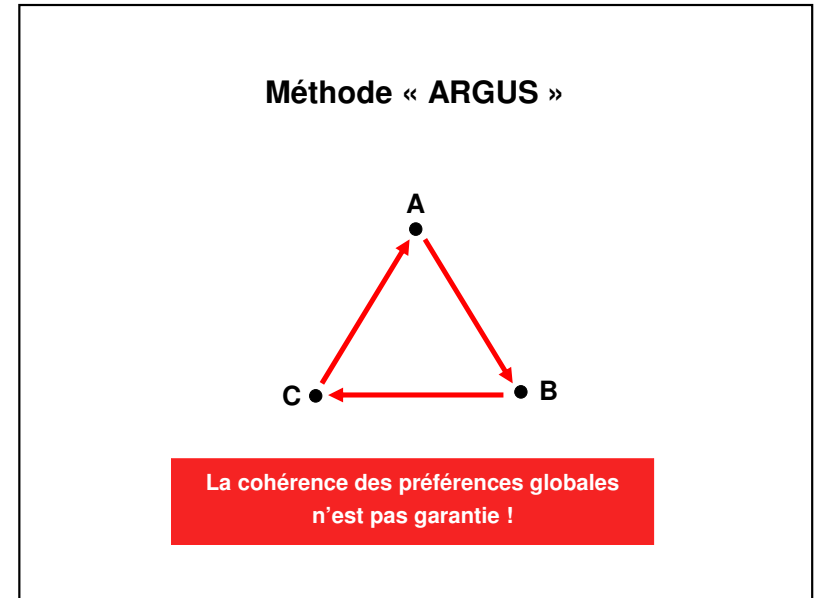 Méthode « ARGUS »
A
C
B
La cohérence des préférences globales
n’est pas garantie !